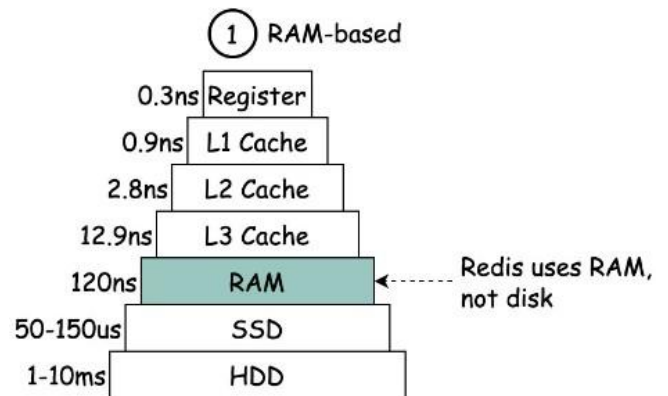 1 RAM-based
0.3ns Register
0.9ns L1 Cache
2.8ns L2 Cache
12.9ns L3 Cache
120ns RAM
Redis uses RAM,
not disk
50-150us SSD
1-10ms HDD